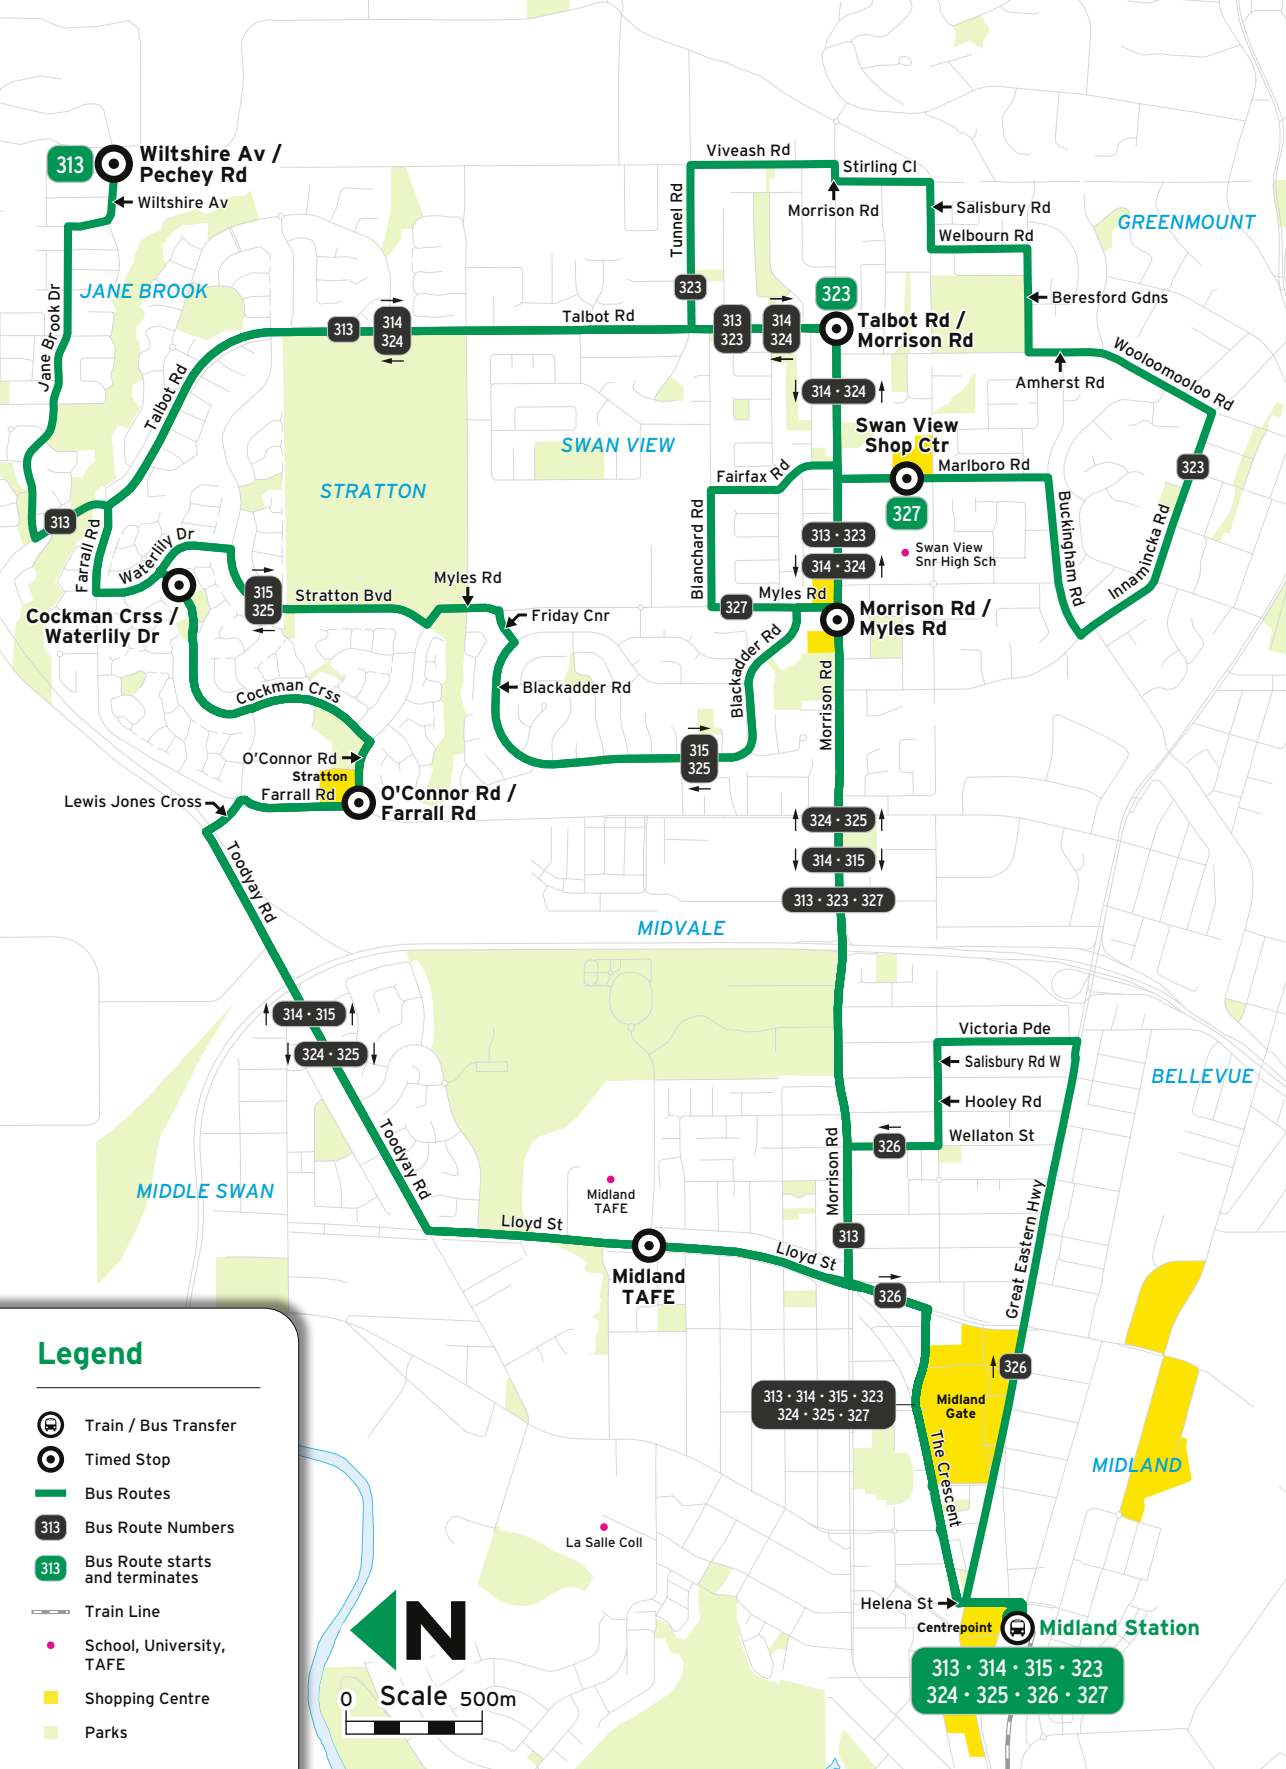 313
Wiltshire Av /
Pechey Rd
Wiltshire Av
Viveash Rd
Stirling Cl
Morrison Rd
Salisbury Rd
GREENMOUNT
Welbourn Rd
Tunnel Rd
JANE BROOK
Jane Brook Dr
323
323
Beresford Gdns
313
314
324
Talbot Rd
313
323
314
324
Talbot Rd /
Morrison Rd
Wooloomooloo Rd
Amherst Rd
Talbot Rd
314 · 324
Swan View
Shop Ctr
SWAN VIEW
Fairfax Rd
Marlboro Rd
323
STRATTON
327
Blanchard Rd
Buckingham Rd
313
Farrall Rd
Waterlily Dr
313 · 323
Swan View
Snr High Sch
Innamincka Rd
314 · 324
Myles Rd
315
325
Stratton Bvd
Myles Rd
327
Friday Cnr
Morrison Rd /
Myles Rd
Cockman Crss /
Waterlily Dr
Blackadder Rd
Blackadder Rd
Morrison Rd
Cockman Crss
315
325
O'Connor Rd
Stratton
Farrall Rd
O'Connor Rd /
Farrall Rd
Lewis Jones Cross
324 · 325
314 · 315
313 · 323 · 327
Toodyay Rd
MIDVALE
314 · 315
324 · 325
Victoria Pde
Salisbury Rd W
BELLEVUE
Hooley Rd
Wellaton St
326
Toodyay Rd
Morrison Rd
MIDDLE SWAN
Midland
TAFE
Great Eastern Hwy
Lloyd St
313
Lloyd St
Midland
TAFE
326
326
313 · 314 · 315 · 323
324 · 325 · 327
Midland
Gate
The Crescent
MIDLAND
La Salle Coll
Helena St
Centrepoint
Midland Station
313 · 314 · 315 · 323
324 · 325 · 326 · 327
N
0 Scale 500m
Legend
Train / Bus Transfer
Timed Stop
Bus Routes
313
Bus Route Numbers
313
Bus Route starts
and terminates
Train Line
School, University,
TAFE
Shopping Centre
Parks